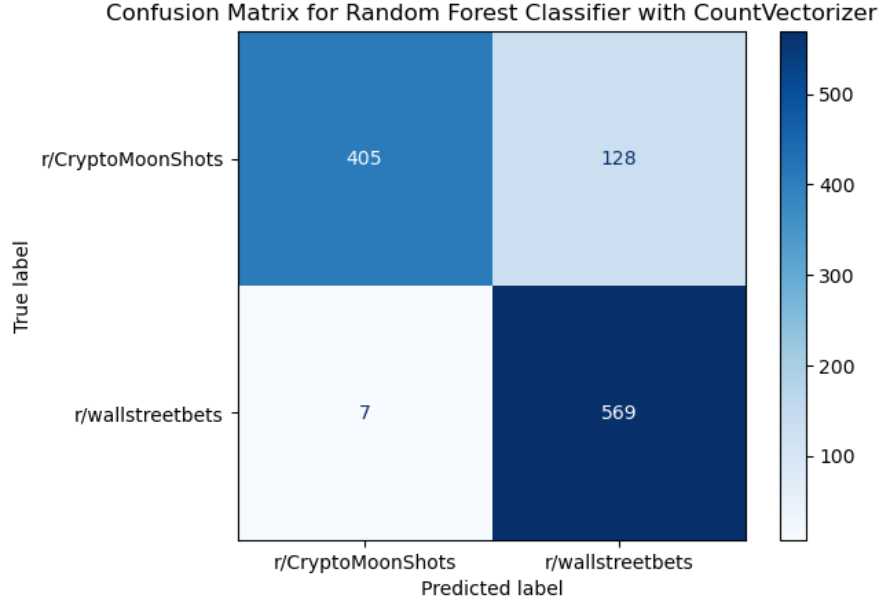 Confusion Matrix for Random Forest Classifier with CountVectorizer
True label
r/CryptoMoonShots
405
128
r/wallstreetbets
7
569
r/CryptoMoonShots
r/wallstreetbets
Predicted label
500
400
300
200
100